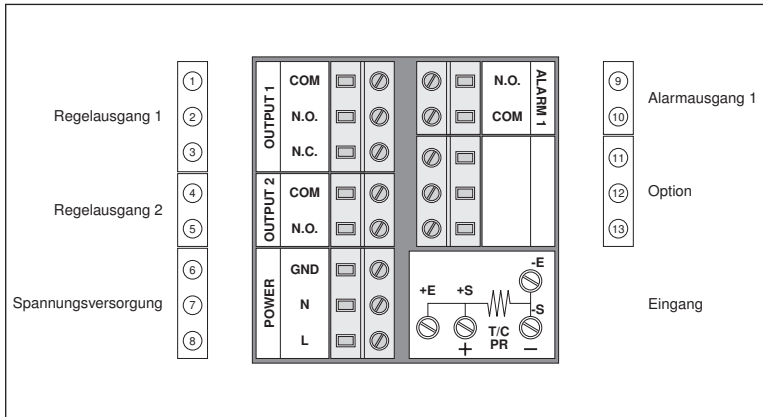 Regelausgang 1
1
2
3
OUTPUT 1
COM
N.O.
N.C.
Regelausgang 2
4
5
OUTPUT 2
COM
N.O.
Spannungsversorgung
6
7
8
POWER
GND
N
L
N.O.
COM
ALARM 1
9
10
Alarmausgang 1
11
12
13
Option
-E
+E +S
-S
T/C
PR
+ −
Eingang